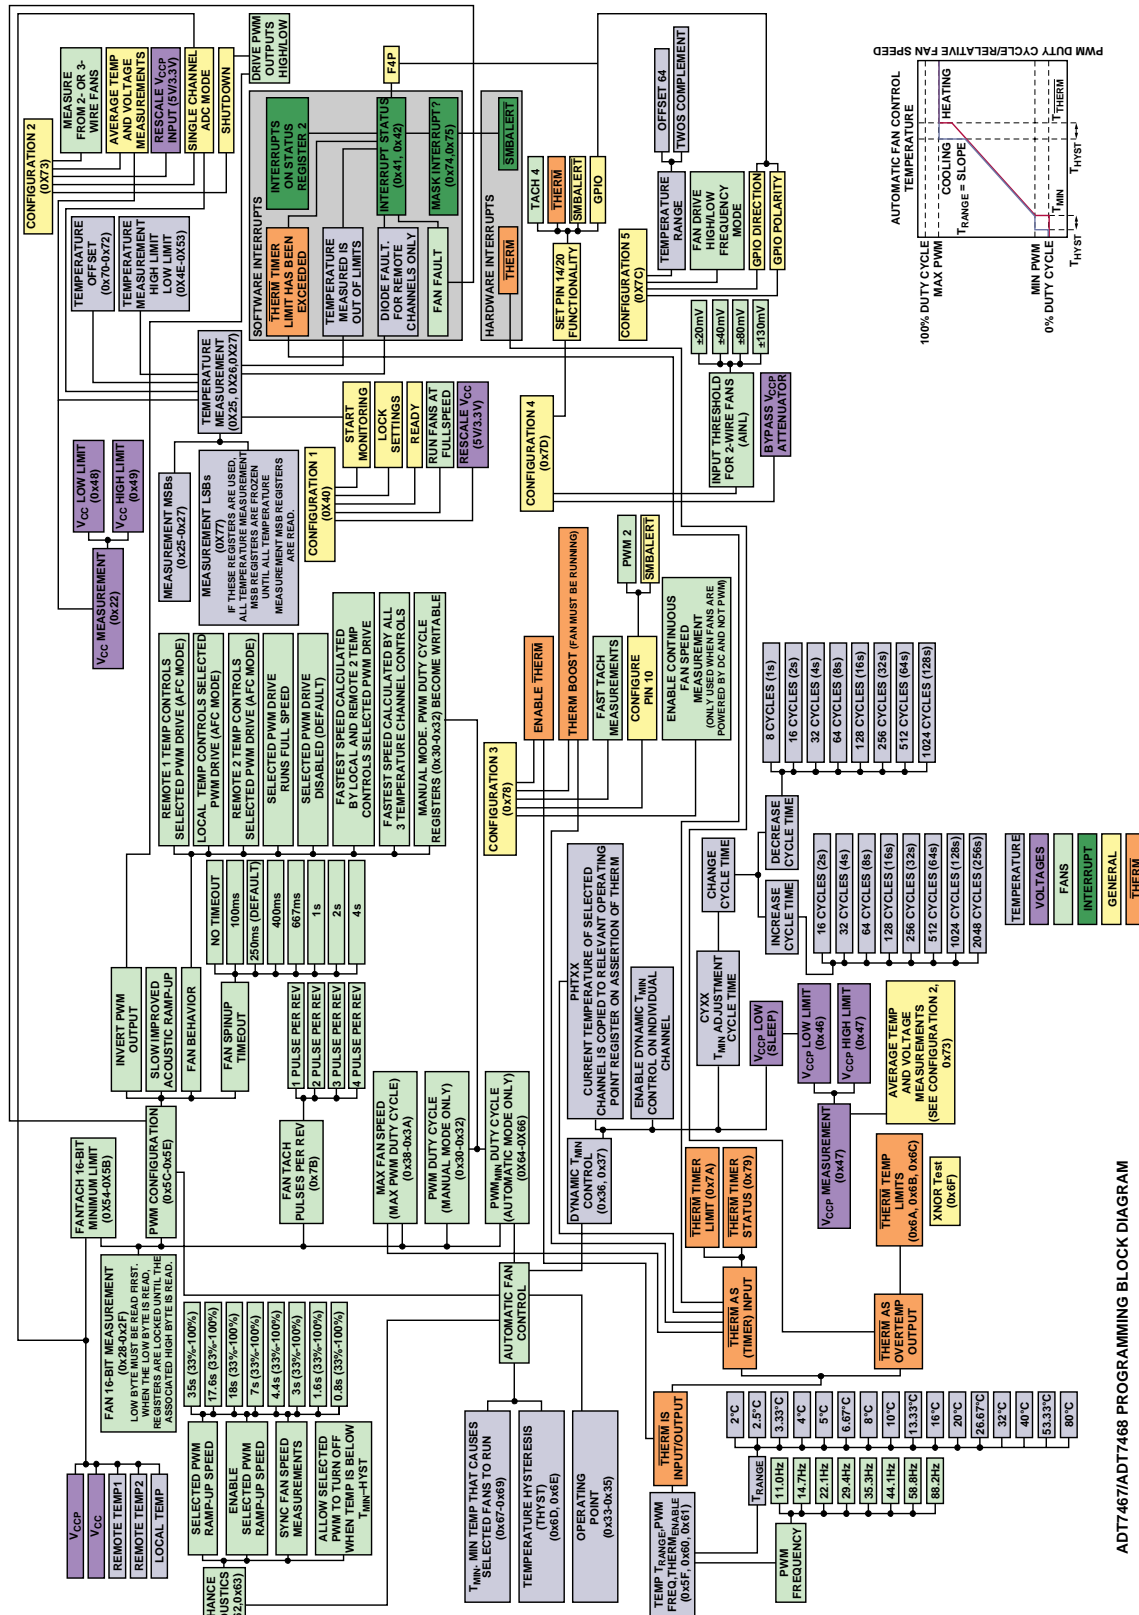 VCCP
VCC
REMOTE TEMP1
REMOTE TEMP2
LOCAL TEMP
FANTACH 16-BIT
MINIMUM LIMIT
(0X54-0X5B)
FAN 16-BIT MEASUREMENT
(0x28-0x2F)
LOW BYTE MUST BE READ FIRST.
WHEN THE LOW BYTE IS READ,
REGISTERS ARE LOCKED UNTIL THE
ASSOCIATED HIGH BYTE IS READ.
PWM CONFIGURATION
(0x5C-0x5E)
INVERT PWM
OUTPUT
SLOW IMPROVED
ACOUSTIC RAMP-UP
FAN BEHAVIOR
FAN SPINUP
TIMEOUT
REMOTE 1 TEMP CONTROLS
SELECTED PWM DRIVE (AFC MODE)
LOCAL TEMP CONTROLS SELECTED
PWM DRIVE (AFC MODE)
REMOTE 2 TEMP CONTROLS
SELECTED PWM DRIVE (AFC MODE)
SELECTED PWM DRIVE
RUNS FULL SPEED
SELECTED PWM DRIVE
DISABLED (DEFAULT)
FASTEST SPEED CALCULATED
BY LOCAL AND REMOTE 2 TEMP
CONTROLS SELECTED PWM DRIVE
FASTEST SPEED CALCULATED BY ALL
3 TEMPERATURE CHANNEL CONTROLS
MANUAL MODE. PWM DUTY CYCLE
REGISTERS (0x30-0x32) BECOME WRITABLE
NO TIMEOUT
100ms
250ms (DEFAULT)
400ms
667ms
1s
2s
4s
FAN TACH
PULSES PER REV
(0x7B)
1 PULSE PER REV
2 PULSE PER REV
3 PULSE PER REV
4 PULSE PER REV
MAX FAN SPEED
(MAX PWM DUTY CYCLE)
(0x38-0x3A)
PWM DUTY CYCLE
(MANUAL MODE ONLY)
(0x30-0x32)
PWMMIN DUTY CYCLE
(AUTOMATIC MODE ONLY)
(0x64-0X66)
HANCE
OUSTICS
62,0x63)
SELECTED PWM
RAMP-UP SPEED
ENABLE
SELECTED PWM
RAMP-UP SPEED
SYNC FAN SPEED
MEASUREMENTS
ALLOW SELECTED
PWM TO TURN OFF
WHEN TEMP IS BELOW
TMIN–HYST
35s (33%-100%)
17.6s (33%-100%)
18s (33%-100%)
7s (33%-100%)
4.4s (33%-100%)
3s (33%-100%)
1.6s (33%-100%)
0.8s (33%-100%)
AUTOMATIC FAN
CONTROL
TMIN. MIN TEMP THAT CAUSES
SELECTED FANS TO RUN
(0x67-0x69)
TEMPERATURE HYSTERESIS
(THYST)
(0x6D, 0x6E)
OPERATING
POINT
(0x33-0x35)
DYNAMIC TMIN
CONTROL
(0x36, 0x37)
PHTXX
CURRENT TEMPERATURE OF SELECTED
CHANNEL IS COPIED TO RELEVANT OPERATING
POINT REGISTER ON ASSERTION OF THERM
ENABLE DYNAMIC TMIN
CONTROL ON INDIVIDUAL
CHANNEL
CYXX
TMIN ADJUSTMENT
CYCLE TIME
VCCP LOW
(SLEEP)
CHANGE
CYCLE TIME
DECREASE
CYCLE TIME
INCREASE
CYCLE TIME
8 CYCLES (1s)
16 CYCLES (2s)
32 CYCLES (4s)
64 CYCLES (8s)
128 CYCLES (16s)
256 CYCLES (32s)
512 CYCLES (64s)
1024 CYCLES (128s)
16 CYCLES (2s)
32 CYCLES (4s)
64 CYCLES (8s)
128 CYCLES (16s)
256 CYCLES (32s)
512 CYCLES (64s)
1024 CYCLES (128s)
2048 CYCLES (256s)
TEMP TRANGE, PWM
FREQ, THERM ENABLE
(0x5F, 0x60, 0x61)
THERM IS
INPUT/OUTPUT
THERM AS
(TIMER) INPUT
THERM TIMER
LIMIT (0x7A)
THERM TIMER
STATUS (0x79)
THERM AS
OVERTEMP
OUTPUT
THERM TEMP
LIMITS
(0x6A, 0x6B, 0x6C)
XNOR Test
(0x6F)
VCCP MEASUREMENT
(0x47)
VCCP LOW LIMIT
(0x46)
VCCP HIGH LIMIT
(0x47)
AVERAGE TEMP
AND VOLTAGE
MEASUREMENTS
(SEE CONFIGURATION 2,
0x73)
TRANGE
2°C
2.5°C
3.33°C
4°C
5°C
6.67°C
8°C
10°C
13.33°C
16°C
20°C
26.67°C
32°C
40°C
53.33°C
80°C
PWM
FREQUENCY
11.0Hz
14.7Hz
22.1Hz
29.4Hz
35.3Hz
44.1Hz
58.8Hz
88.2Hz
TEMPERATURE
VOLTAGES
FANS
INTERRUPT
GENERAL
THERM
VCC MEASUREMENT
(0x22)
VCC LOW LIMIT
(0x48)
VCC HIGH LIMIT
(0x49)
MEASUREMENT MSBs
(0x25-0x27)
MEASUREMENT LSBs
(0X77)
IF THESE REGISTERS ARE USED,
ALL TEMPERATURE MEASUREMENT
MSB REGISTERS ARE FROZEN
UNTIL ALL TEMPERATURE
MEASUREMENT MSB REGISTERS
ARE READ.
TEMPERATURE
MEASUREMENT
(0X25, 0X26,0X27)
TEMPERATURE
OFFSET
(0x70-0x72)
TEMPERATURE
MEASUREMENT
HIGH LIMIT
LOW LIMIT
(0X4E-0X53)
CONFIGURATION 1
(0X40)
START
MONITORING
LOCK
SETTINGS
READY
RUN FANS AT
FULLSPEED
RESCALE VCC
(5V/3.3V)
CONFIGURATION 2
(0X73)
MEASURE
FROM 2- OR 3-
WIRE FANS
AVERAGE TEMP
AND VOLTAGE
MEASUREMENTS
RESCALE VCCP
INPUT (5V/3.3V)
SINGLE CHANNEL
ADC MODE
SHUTDOWN
DRIVE PWM
OUTPUTS
HIGH/LOW
SOFTWARE INTERRUPTS
THERM TIMER
LIMIT HAS BEEN
EXCEEDED
INTERRUPTS
ON STATUS
REGISTER 2
TEMPERATURE
MEASURED IS
OUT OF LIMITS
DIODE FAULT.
FOR REMOTE
CHANNELS ONLY
INTERRUPT STATUS
(0x41, 0x42)
FAN FAULT
MASK INTERRUPT?
(0x74,0x75)
F4P
HARDWARE INTERRUPTS
THERM
SMBALERT
CONFIGURATION 3
(0x78)
ENABLE THERM
THERM BOOST (FAN MUST BE RUNNING)
FAST TACH
MEASUREMENTS
CONFIGURE
PIN 10
PWM 2
SMBALERT
ENABLE CONTINUOUS
FAN SPEED
MEASUREMENT
(ONLY USED WHEN FANS ARE
POWERED BY DC AND NOT PWM)
CONFIGURATION 4
(0x7D)
SET PIN 14/20
FUNCTIONALITY
TACH 4
THERM
SMBALERT
GPIO
INPUT THRESHOLD
FOR 2-WIRE FANS
(AINL)
±20mV
±40mV
±80mV
±130mV
BYPASS VCCP
ATTENUATOR
CONFIGURATION 5
(0X7C)
TEMPERATURE
RANGE
OFFSET 64
TWOS COMPLEMENT
FAN DRIVE
HIGH/LOW
FREQUENCY
MODE
GPIO DIRECTION
GPIO POLARITY
AUTOMATIC FAN CONTROL
TEMPERATURE
PWM DUTY CYCLE/RELATIVE FAN SPEED
100% DUTY CYCLE
MAX PWM
MIN PWM
0% DUTY CYCLE
COOLING
HEATING
TRANGE = SLOPE
THYST
TMIN
THYST
TTHERM
ADT7467/ADT7468 PROGRAMMING BLOCK DIAGRAM